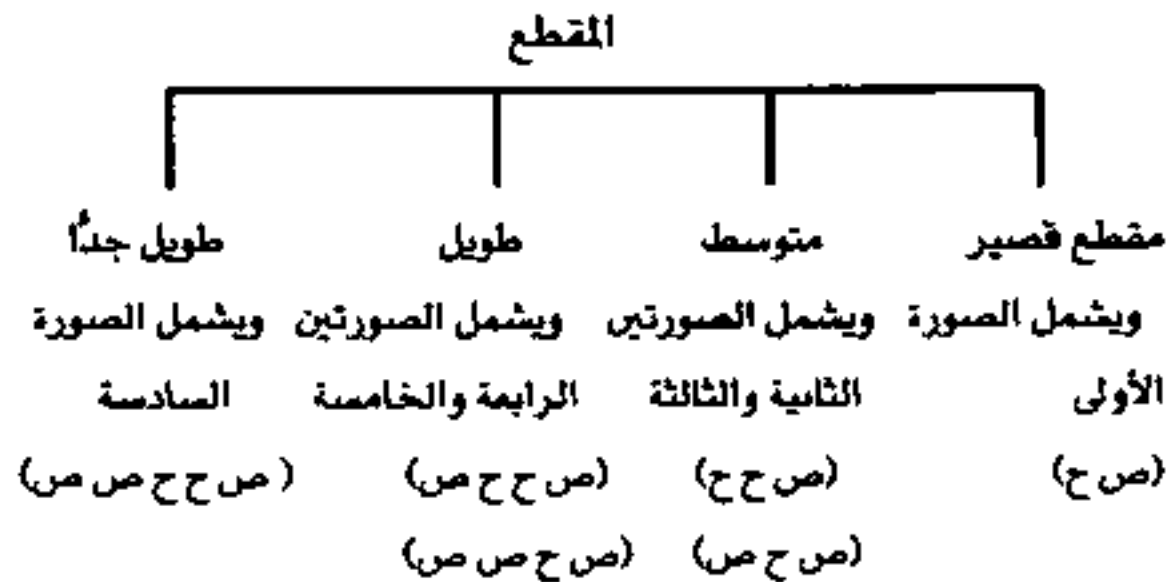 المقطع
مقطع قصير متوسط طويل طويل جدًا
ويشمل الصورة ويشمل الصورتين ويشمل الصورتين ويشمل الصورة
الأولى الثانية والثالثة الرابعة والخامسة السادسة
(ص ح) (ص ح ح) (ص ح ح ص) (ص ح ح ص ص)
(ص ح ص) (ص ح ص ص)